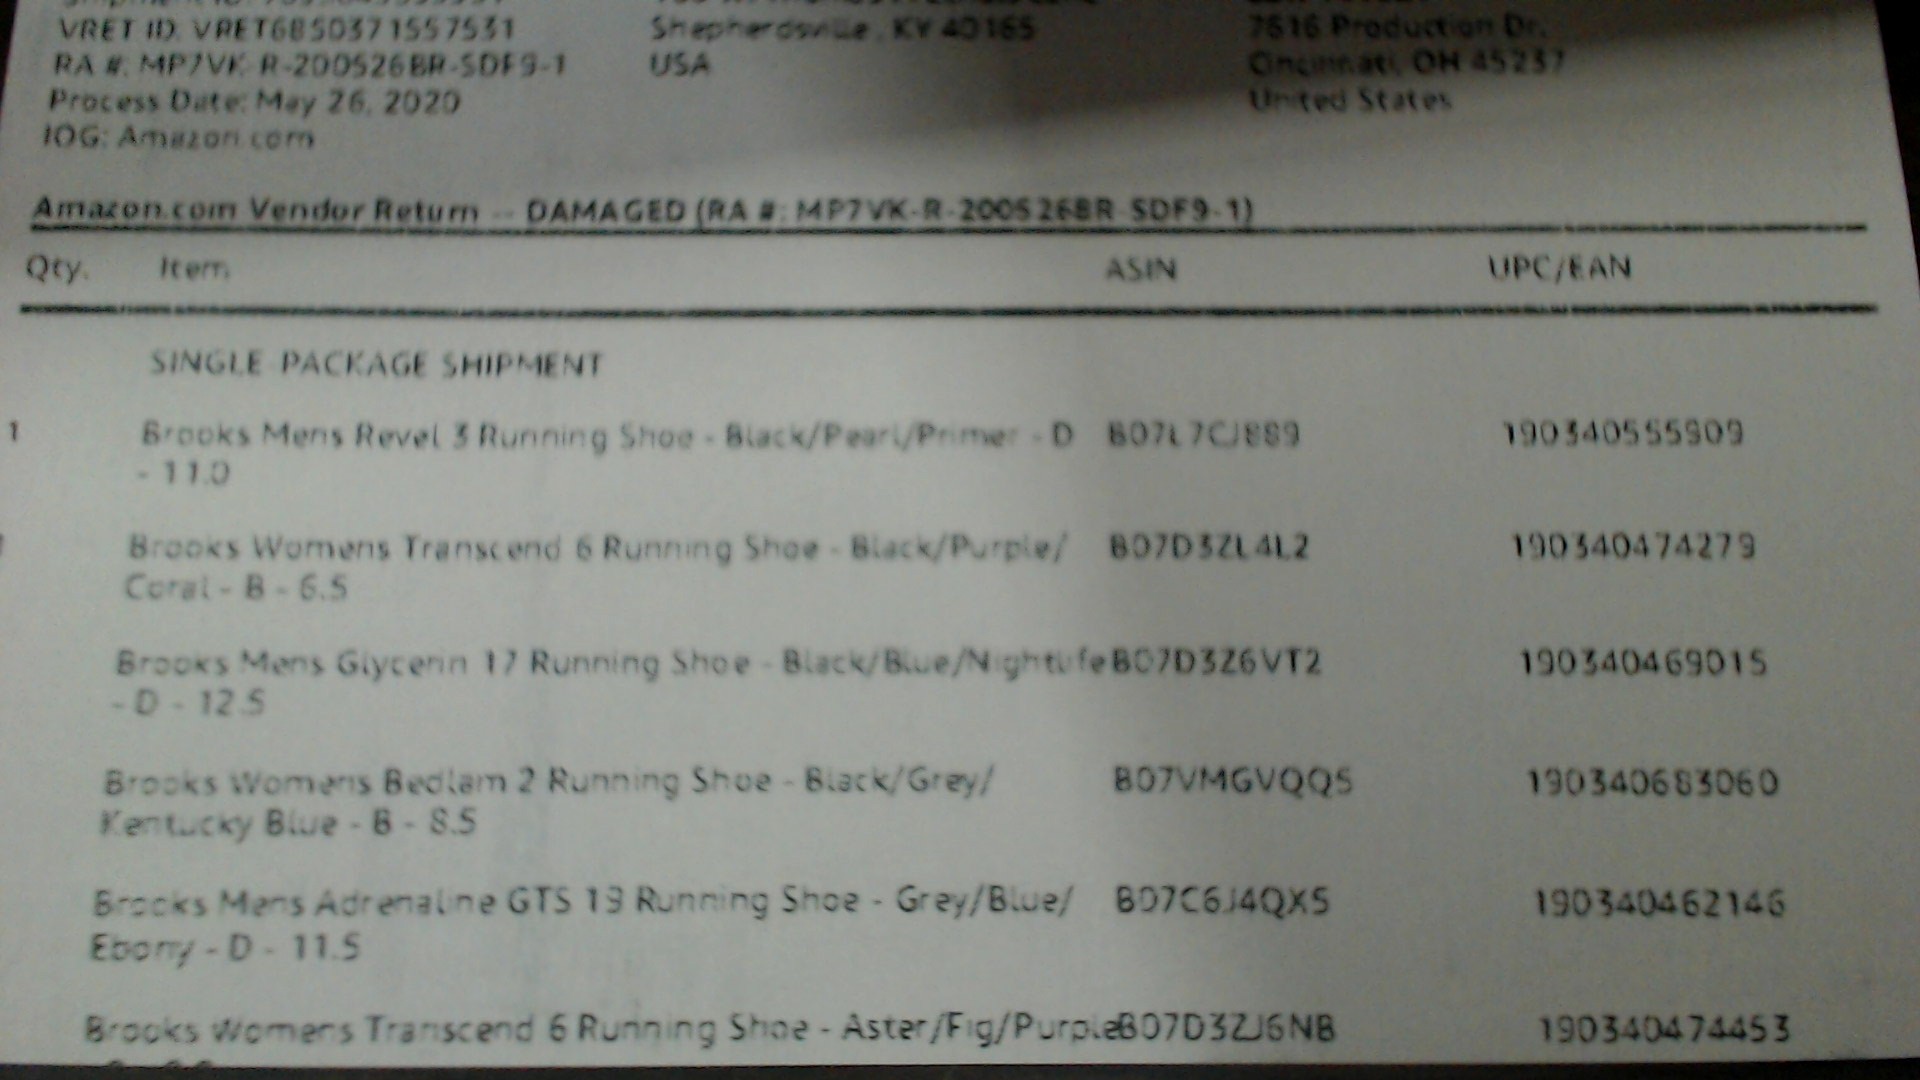 VRET ID: VRET6850371557531
RA #: MP7VK-R-200526BR-SDF9-1
Process Date: May 26, 2020
IOG: Amazon.com
Shepherdsville, KY 40165
USA
7616 Production Dr.
Cincinnati, OH 45237
United States
Amazon.com Vendor Return -- DAMAGED (RA #: MP7VK-R-200526BR-SDF9-1)
Qty. Item ASIN UPC/EAN
SINGLE PACKAGE SHIPMENT
1 Brooks Mens Revel 3 Running Shoe - Black/Pearl/Primer - D B07L7CJ889 190340555909
- 11.0
Brooks Womens Transcend 6 Running Shoe - Black/Purple/ B07D3ZL4L2 190340474279
Coral - B - 6.5
Brooks Mens Glycerin 17 Running Shoe - Black/Blue/Nightlife B07D3Z6VT2 190340469015
- D - 12.5
Brooks Womens Bedlam 2 Running Shoe - Black/Grey/ B07VMGVQQ5 190340683060
Kentucky Blue - B - 8.5
Brooks Mens Adrenaline GTS 19 Running Shoe - Grey/Blue/ B07C6J4QX5 190340462146
Ebony - D - 11.5
Brooks Womens Transcend 6 Running Shoe - Aster/Fig/Purple B07D3ZJ6NB 190340474453